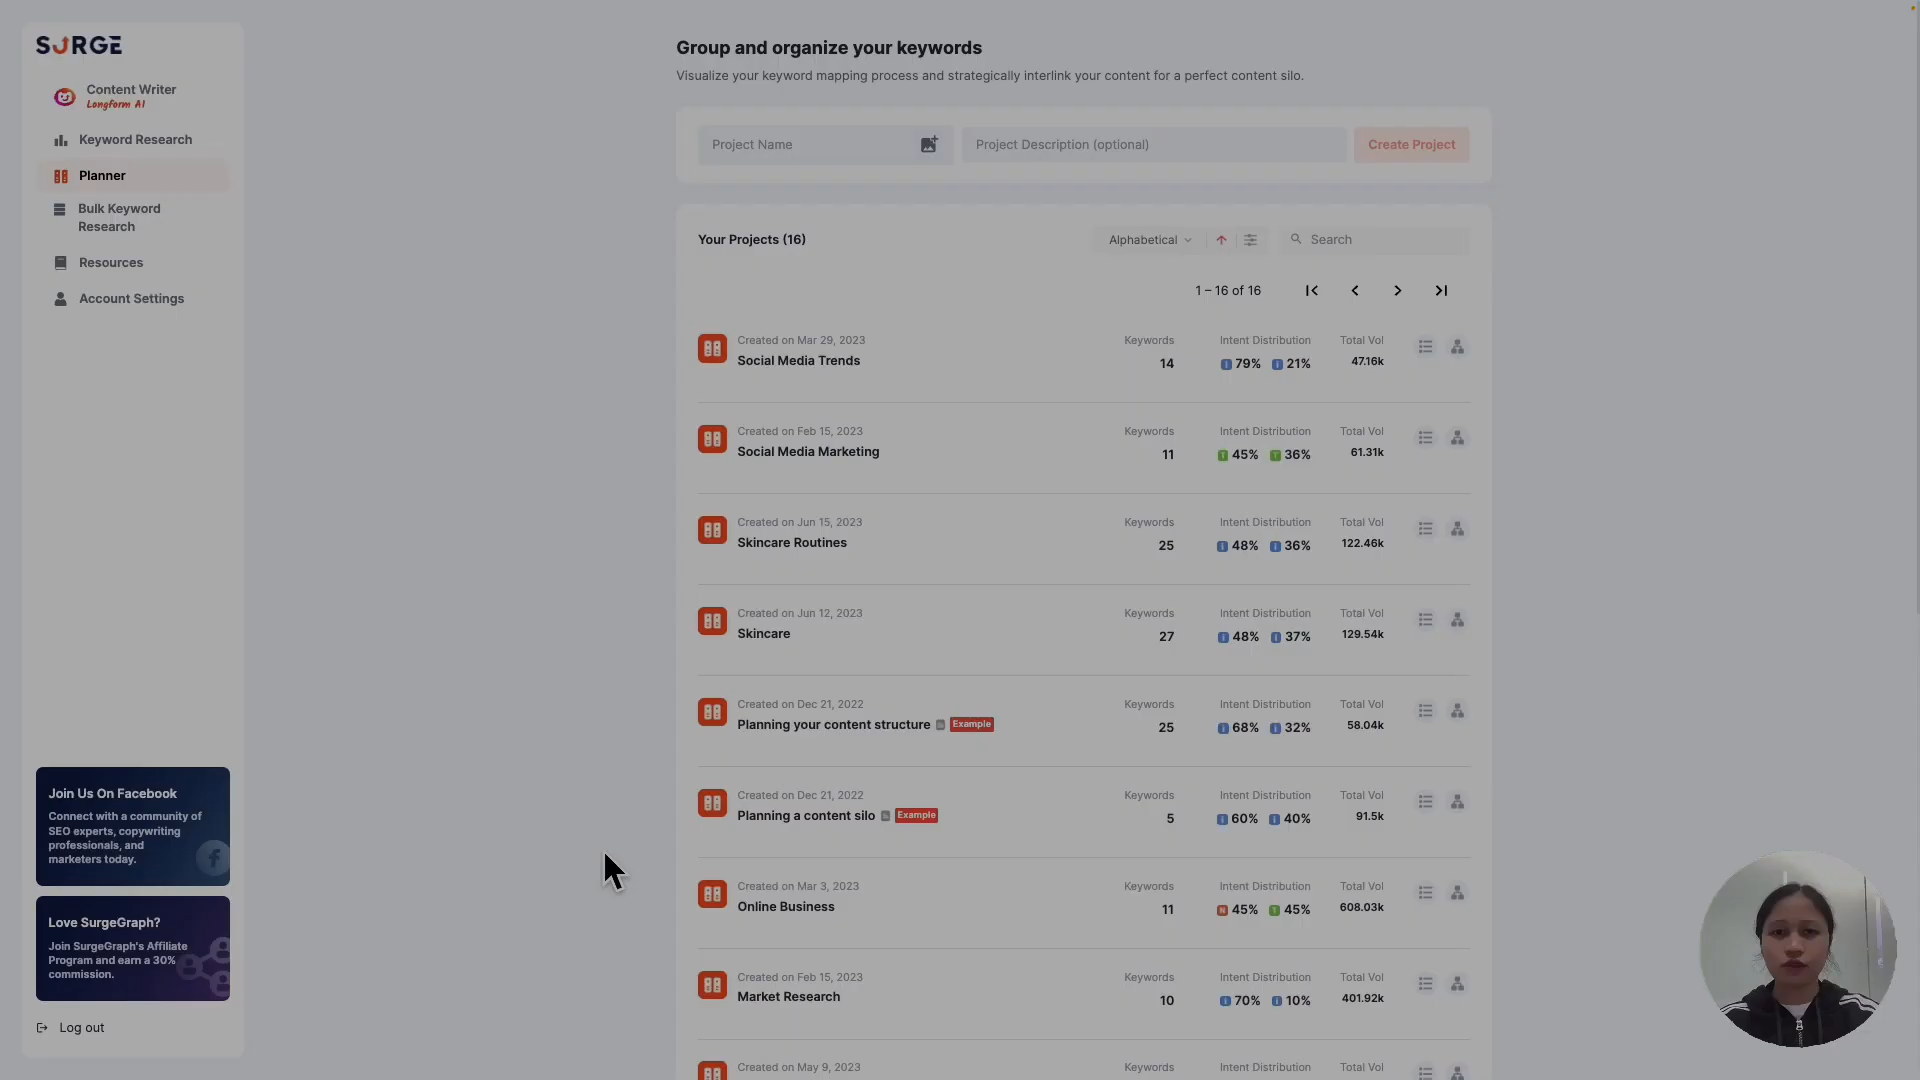 SURGE
Content Writer
Longform AI
Keyword Research
Planner
Bulk Keyword
Research
Resources
Account Settings
Join Us On Facebook
Connect with a community of
SEO experts, copywriting
professionals, and
marketers today.
Love SurgeGraph?
Join SurgeGraph's Affiliate
Program and earn a 30%
commission.
Log out
Group and organize your keywords
Visualize your keyword mapping process and strategically interlink your content for a perfect content silo.
Project Name
Project Description (optional)
Create Project
Your Projects (16)
Alphabetical
Search
1 – 16 of 16
Created on Mar 29, 2023
Social Media Trends
Keywords
14
Intent Distribution
79% 21%
Total Vol
47.16k
Created on Feb 15, 2023
Social Media Marketing
Keywords
11
Intent Distribution
45% 36%
Total Vol
61.31k
Created on Jun 15, 2023
Skincare Routines
Keywords
25
Intent Distribution
48% 36%
Total Vol
122.46k
Created on Jun 12, 2023
Skincare
Keywords
27
Intent Distribution
48% 37%
Total Vol
129.54k
Created on Dec 21, 2022
Planning your content structure Example
Keywords
25
Intent Distribution
68% 32%
Total Vol
58.04k
Created on Dec 21, 2022
Planning a content silo Example
Keywords
5
Intent Distribution
60% 40%
Total Vol
91.5k
Created on Mar 3, 2023
Online Business
Keywords
11
Intent Distribution
45% 45%
Total Vol
608.03k
Created on Feb 15, 2023
Market Research
Keywords
10
Intent Distribution
70% 10%
Total Vol
401.92k
Created on May 9, 2023
Keywords
Intent Distribution
Total Vol